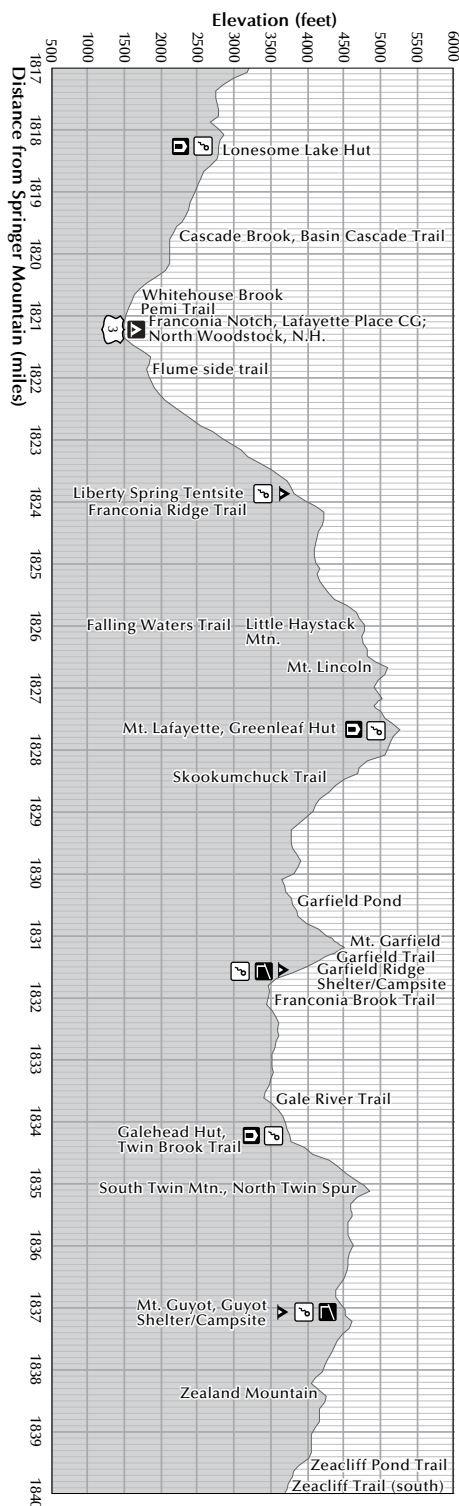 Elevation (feet)
500
1000
1500
2000
2500
3000
3500
4000
4500
5000
6000
Distance from Springer Mountain (miles)
1817
1818
1819
1820
1821
1822
1823
1824
1825
1826
1827
1828
1829
1830
1831
1832
1833
1834
1835
1836
1837
1838
1839
1840
Lonesome Lake Hut
Cascade Brook, Basin Cascade Trail
Whitehouse Brook
Pemi Trail
3
Franconia Notch, Lafayette Place CG;
North Woodstock, N.H.
Flume side trail
Liberty Spring Tentsite
Franconia Ridge Trail
Falling Waters Trail
Little Haystack
Mtn.
Mt. Lincoln
Mt. Lafayette, Greenleaf Hut
Skookumchuck Trail
Garfield Pond
Mt. Garfield
Garfield Trail
Garfield Ridge
Shelter/Campsite
Franconia Brook Trail
Gale River Trail
Galehead Hut,
Twin Brook Trail
South Twin Mtn., North Twin Spur
Mt. Guyot, Guyot
Shelter/Campsite
Zealand Mountain
Zeacliff Pond Trail
Zeacliff Trail (south)